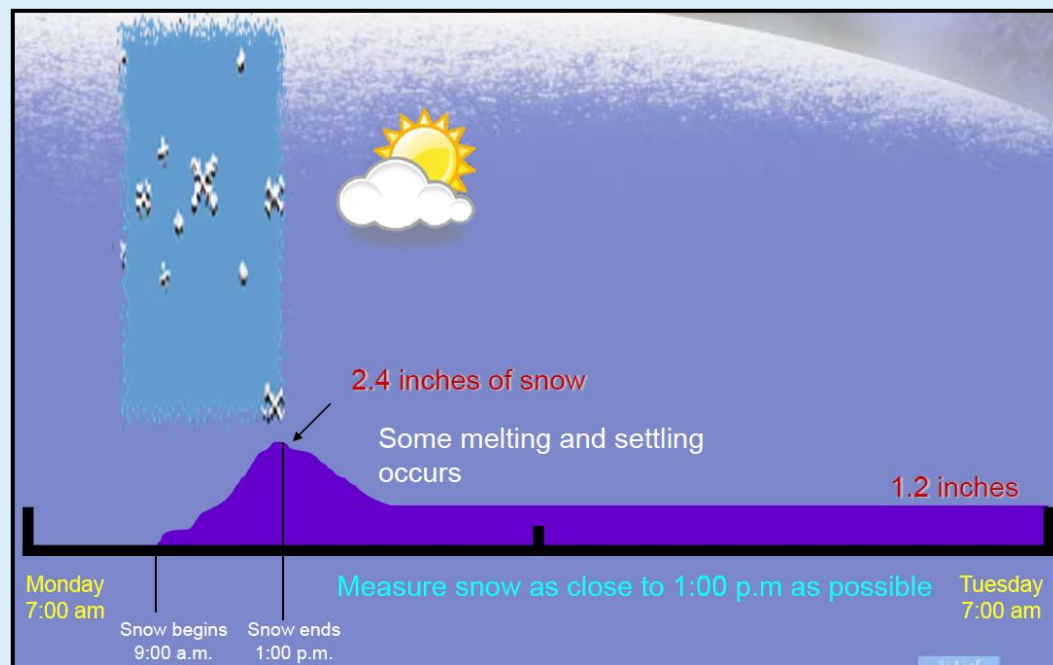 2.4 inches of snow
Some melting and settling
occurs
1.2 inches
Monday
7:00 am
Measure snow as close to 1:00 p.m as possible
Tuesday
7:00 am
Snow begins
9:00 a.m.
Snow ends
1:00 p.m.